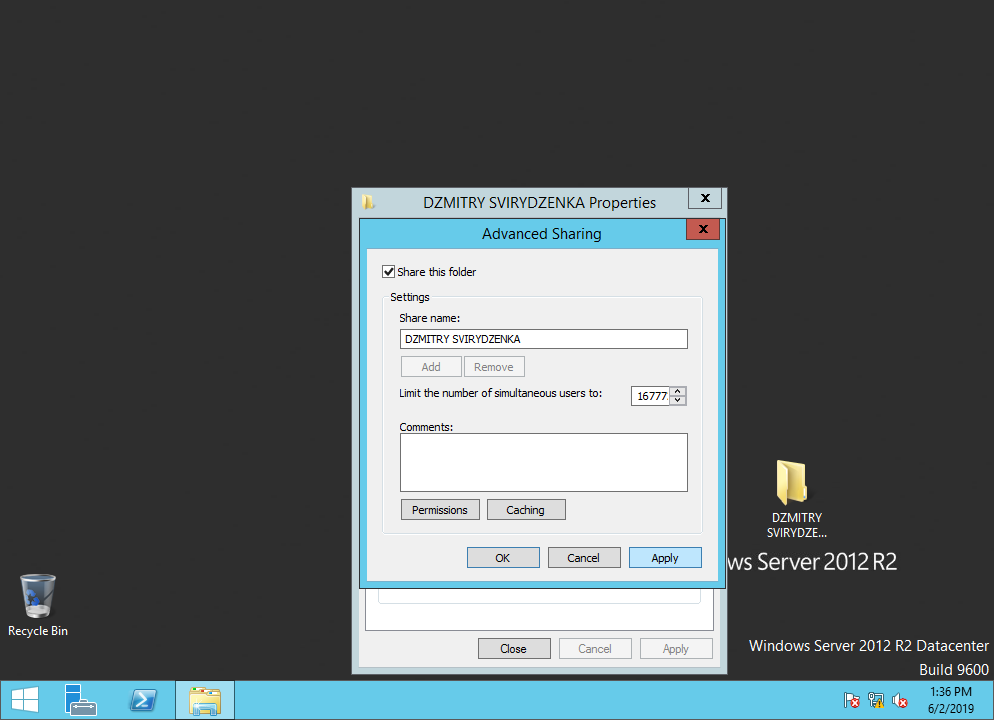 DZMITRY SVIRYDZENKA Properties
Advanced Sharing
Share this folder
Settings
Share name:
DZMITRY SVIRYDZENKA
Add Remove
Limit the number of simultaneous users to: 16777
Comments:
Permissions Caching
OK Cancel Apply
Close Cancel Apply
DZMITRY
SVIRYDZE...
ws Server 2012 R2
Recycle Bin
Windows Server 2012 R2 Datacenter
Build 9600
1:36 PM
6/2/2019